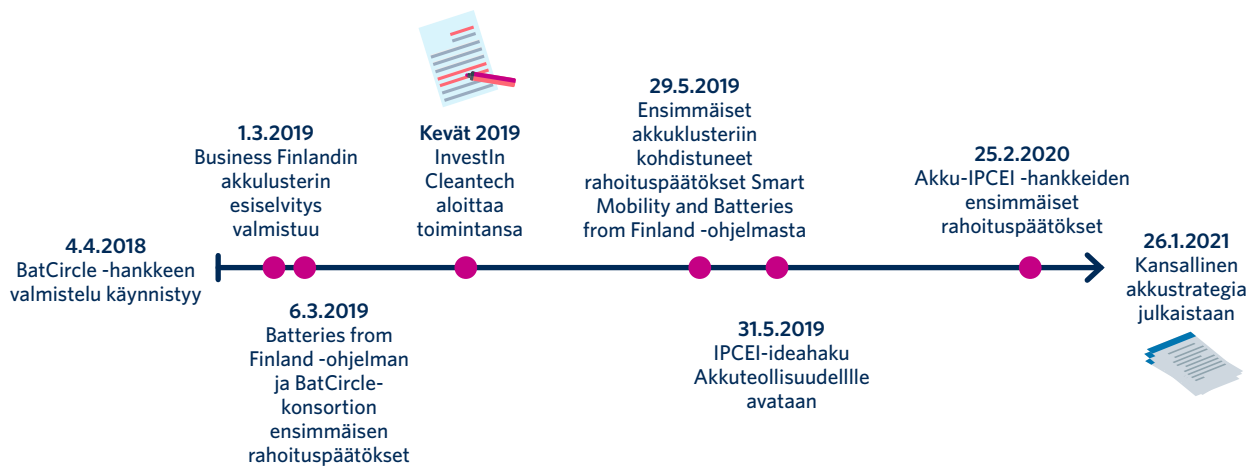 4.4.2018
BatCircle -hankkeen
valmistelu käynnistyy
1.3.2019
Business Finlandin
akkulusterin
esiselvitys
valmistuu
6.3.2019
Batteries from
Finland -ohjelman
ja BatCircle-
konsortion
ensimmäisen
rahoituspäätökset
Kevät 2019
InvestIn
Cleantech
aloittaa
toimintansa
29.5.2019
Ensimmäiset
akkuklusteriin
kohdistuneet
rahoituspäätökset Smart
Mobility and Batteries
from Finland -ohjelmasta
31.5.2019
IPCEI-ideahaku
Akkuteollisuudelllle
avataan
25.2.2020
Akku-IPCEI -hankkeiden
ensimmäiset
rahoituspäätökset
26.1.2021
Kansallinen
akkustrategia
julkaistaan